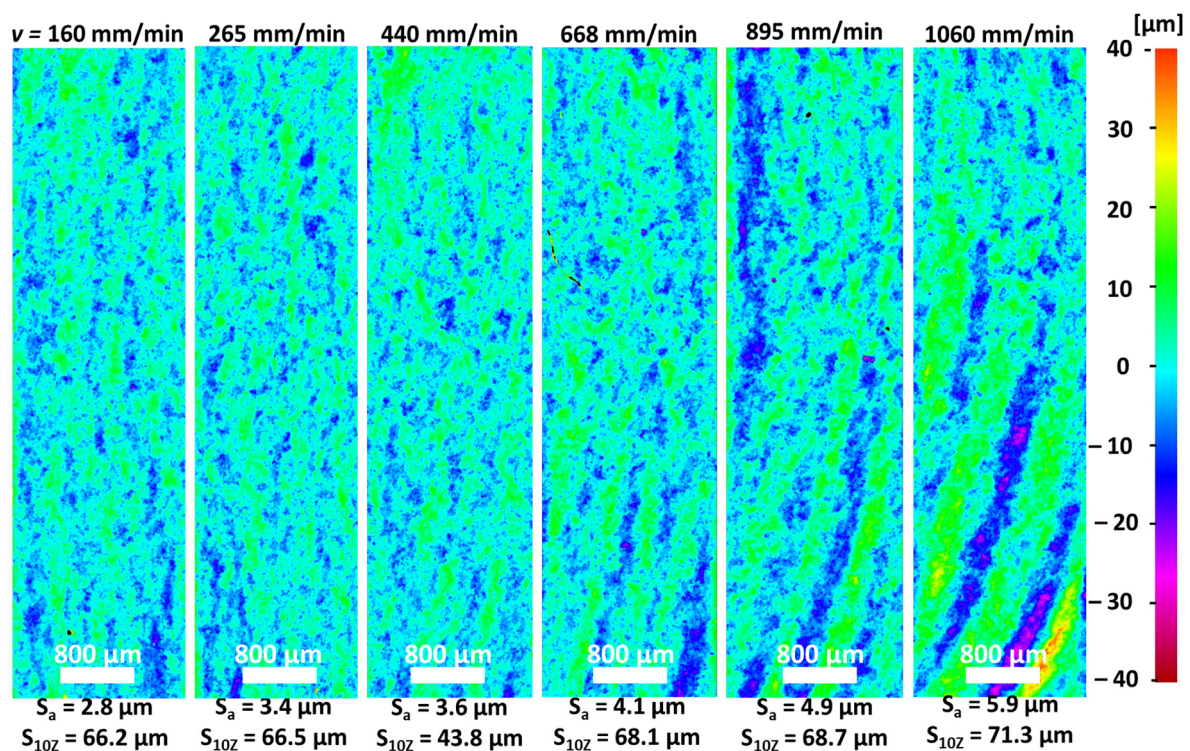 v = 160 mm/min 265 mm/min 440 mm/min 668 mm/min 895 mm/min 1060 mm/min [µm]
40
30
20
10
0
– 10
– 20
– 30
– 40
800 µm 800 µm 800 µm 800 µm 800 µm 800 µm
Sa = 2.8 µm Sa = 3.4 µm Sa = 3.6 µm Sa = 4.1 µm Sa = 4.9 µm Sa = 5.9 µm
S10Z = 66.2 µm S10Z = 66.5 µm S10Z = 43.8 µm S10Z = 68.1 µm S10Z = 68.7 µm S10Z = 71.3 µm